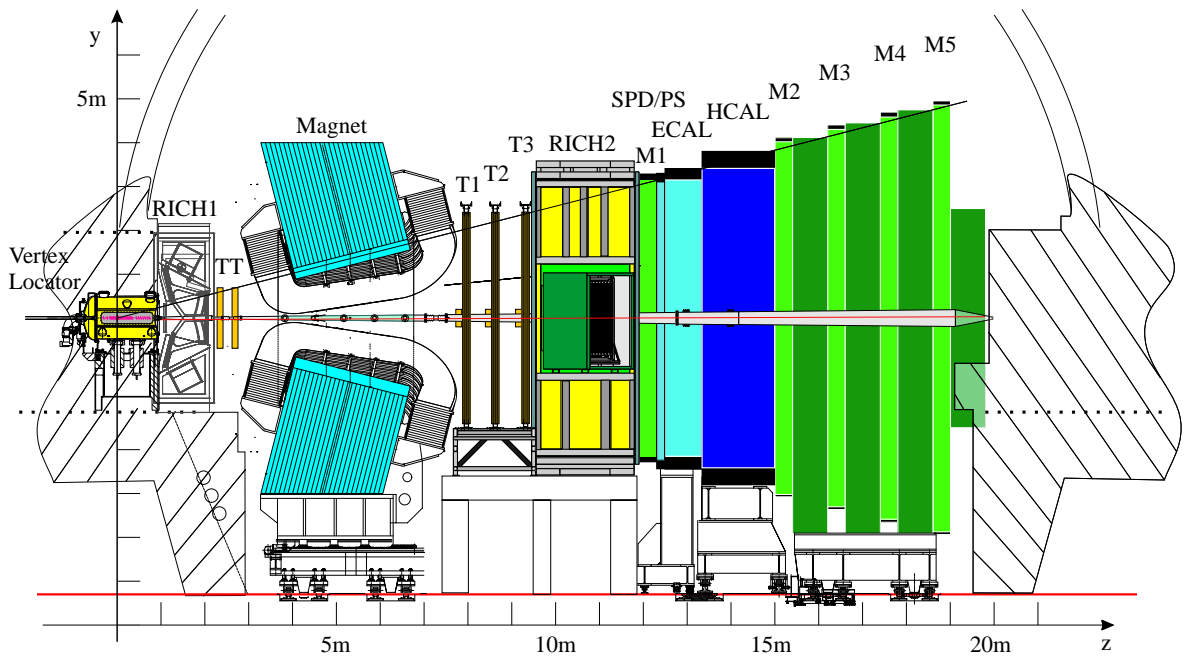 y
5m
Vertex
Locator
RICH1
TT
Magnet
T1
T2
T3
RICH2
M1
SPD/PS
ECAL
HCAL
M2
M3
M4
M5
5m
10m
15m
20m
z